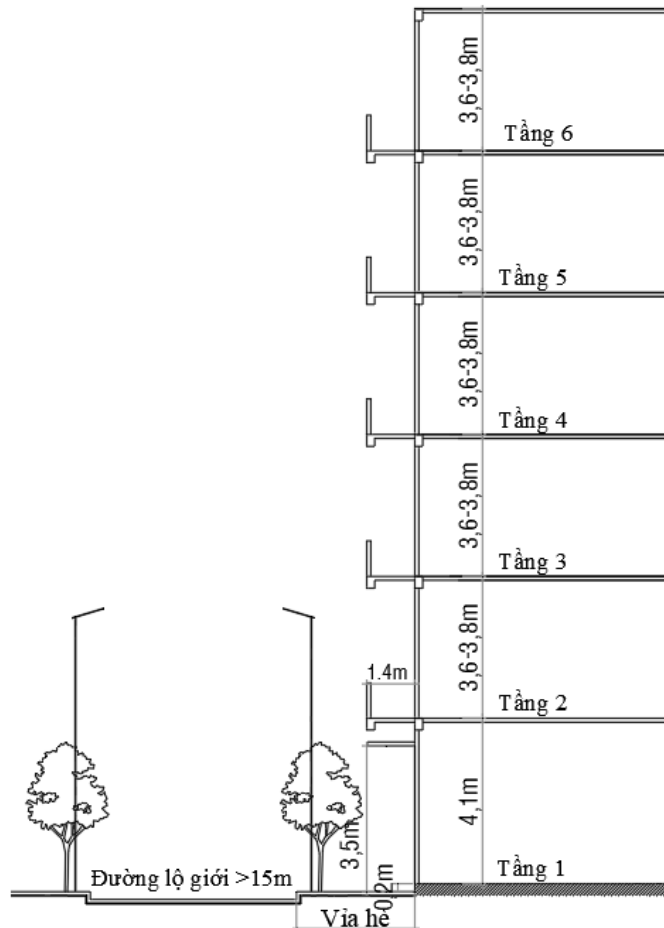 3,6-3,8m
Tầng 6
3,6-3,8m
Tầng 5
3,6-3,8m
Tầng 4
3,6-3,8m
Tầng 3
3,6-3,8m
1.4m
Tầng 2
4,1m
3,5m
Tầng 1
Đường lộ giới >15m
0,2m
Vỉa hè